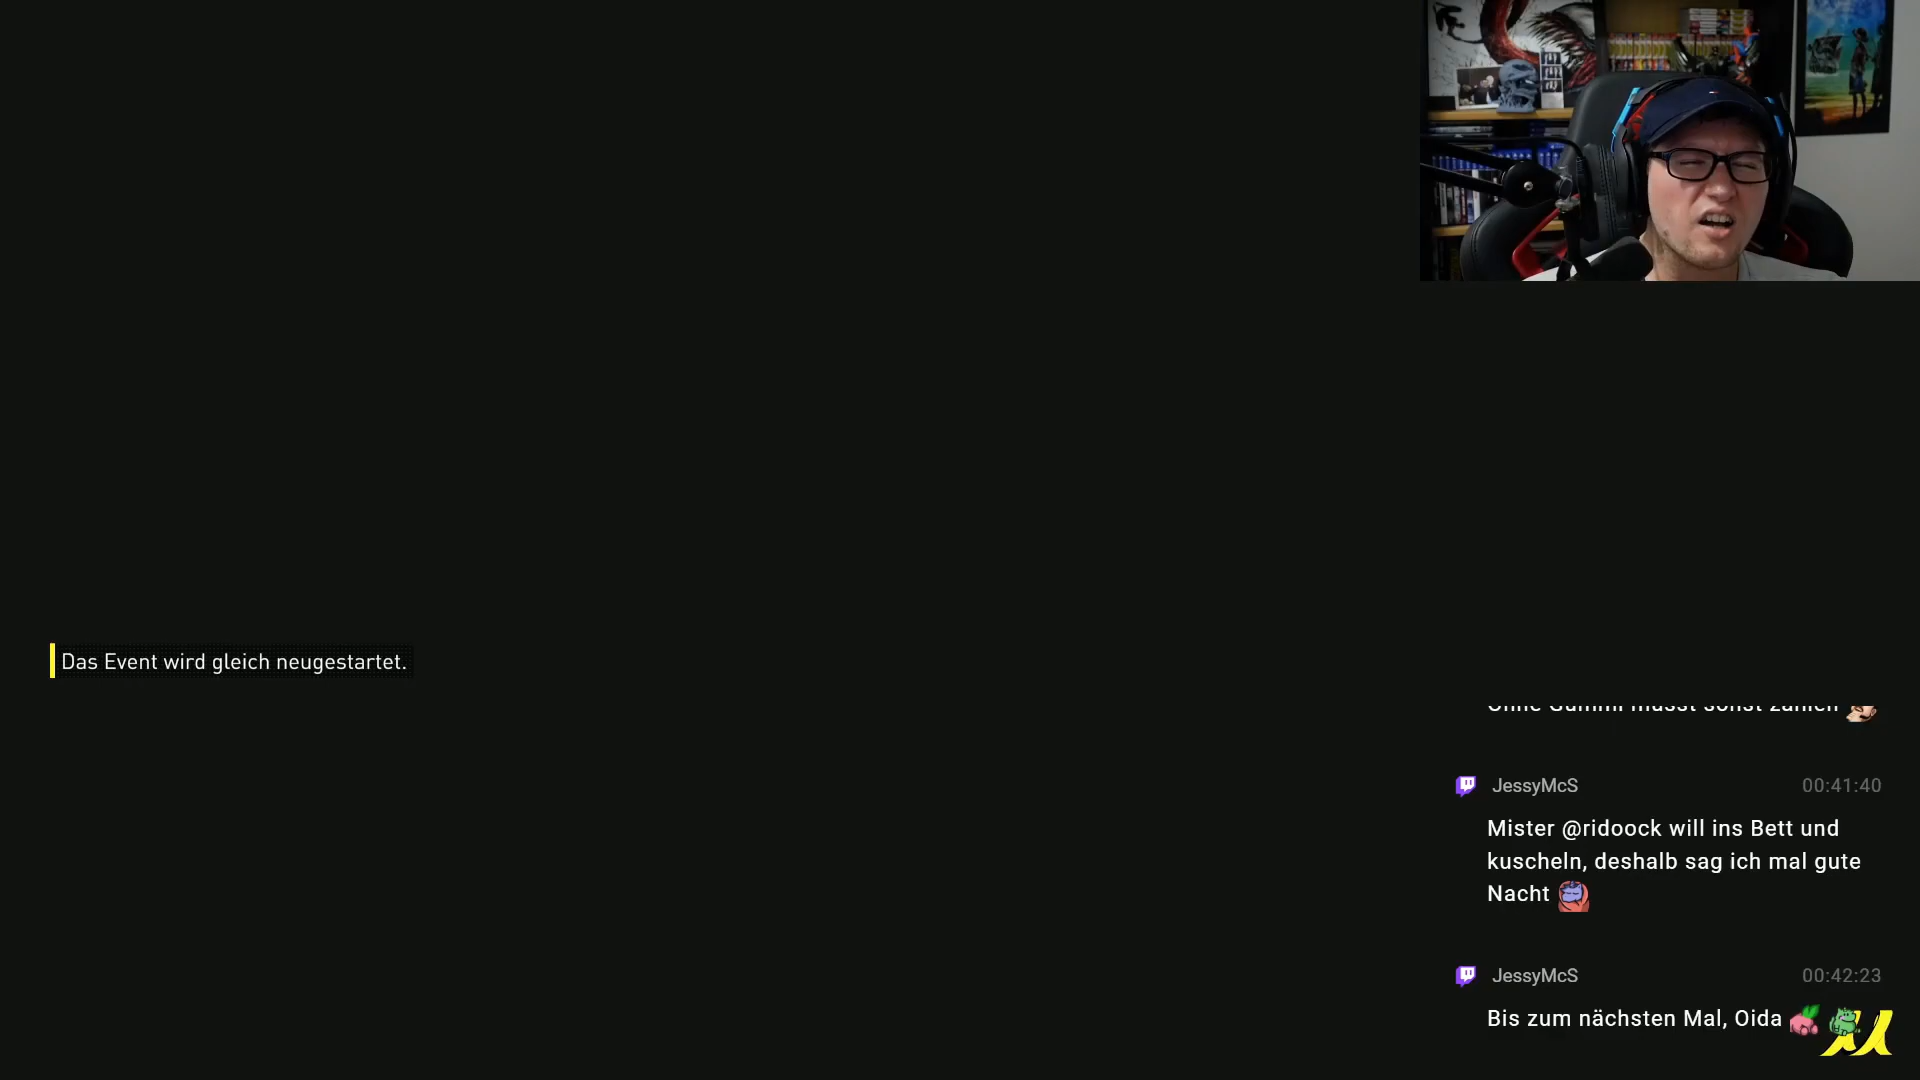 Das Event wird gleich neugestartet.
JessyMcS 00:41:40
Mister @ridoock will ins Bett und
kuscheln, deshalb sag ich mal gute
Nacht
JessyMcS 00:42:23
Bis zum nächsten Mal, Oida